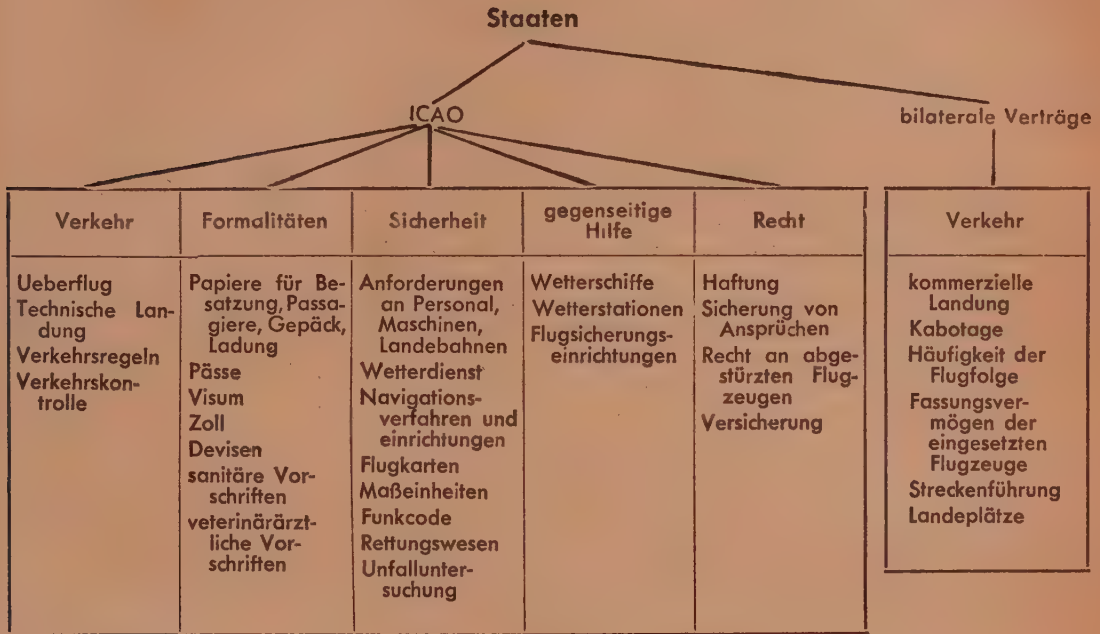 Staaten
ICAO
bilaterale Verträge
Verkehr
Ueberflug
Technische Lan-
dung
Verkehrsregeln
Verkehrskon-
trolle
Formalitäten
Papiere für Be-
satzung, Passa-
giere, Gepäck,
Ladung
Pässe
Visum
Zoll
Devisen
sanitäre Vor-
schriften
veterinärärzt-
liche Vor-
schriften
Sicherheit
Anforderungen
an Personal,
Maschinen,
Landebahnen
Wetterdienst
Navigations-
verfahren und
einrichtungen
Flugkarten
Maßeinheiten
Funkcode
Rettungswesen
Unfallunter-
suchung
gegenseitige
Hilfe
Wetterschiffe
Wetterstationen
Flugsicherungs-
einrichtungen
Recht
Haftung
Sicherung von
Ansprüchen
Recht an abge-
stürzten Flug-
zeugen
Versicherung
Verkehr
kommerzielle
Landung
Kabotage
Häufigkeit der
Flugfolge
Fassungsver-
mögen der
eingesetzten
Flugzeuge
Streckenführung
Landeplätze